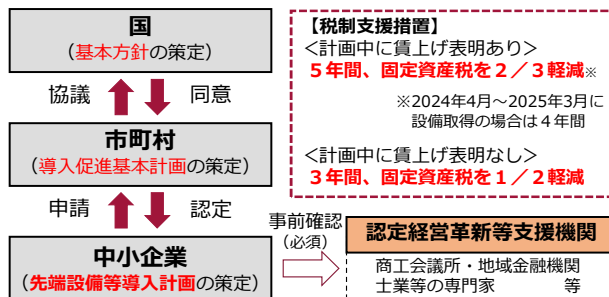 国
（基本方針の策定）
協議
同意
市町村
（導入促進基本計画の策定）
申請
認定
中小企業
（先端設備等導入計画の策定）
事前確認
（必須）
【税制支援措置】
＜計画中に賃上げ表明あり＞
５年間、固定資産税を２／３軽減※
※2024年4月～2025年3月に
設備取得の場合は４年間
＜計画中に賃上げ表明なし＞
３年間、固定資産税を１／２軽減
認定経営革新等支援機関
商工会議所・地域金融機関
士業等の専門家　　　等